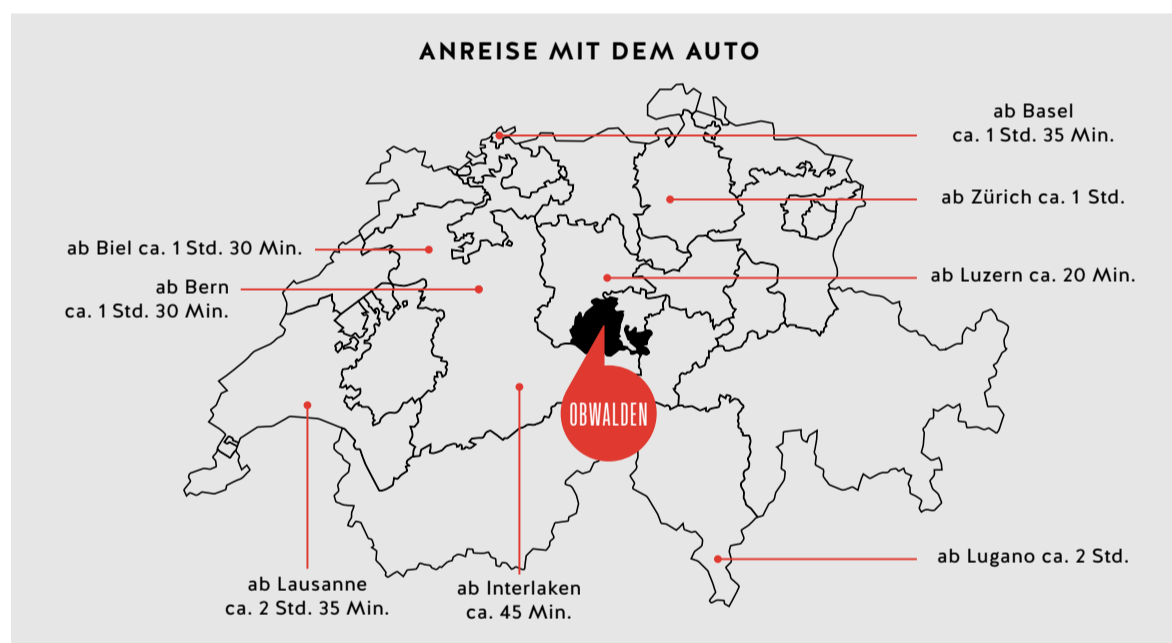 ANREISE MIT DEM AUTO
ab Basel
ca. 1 Std. 35 Min.
ab Zürich ca. 1 Std.
ab Biel ca. 1 Std. 30 Min.
ab Luzern ca. 20 Min.
ab Bern
ca. 1 Std. 30 Min.
OBWALDEN
ab Lugano ca. 2 Std.
ab Lausanne
ca. 2 Std. 35 Min.
ab Interlaken
ca. 45 Min.